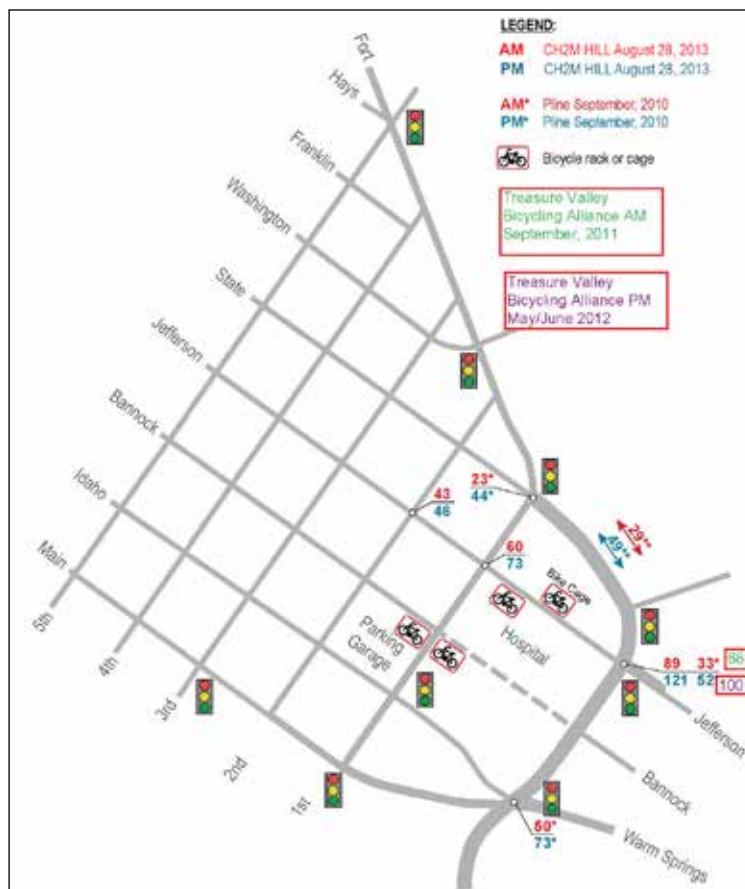 LEGEND:
AM CH2M HILL August 28, 2013
PM CH2M HILL August 28, 2013
AM* Pline September, 2010
PM* Pline September, 2010
Bicycle rack or cage
Treasure Valley
Bicycling Alliance AM
September, 2011
Treasure Valley
Bicycling Alliance PM
May/June 2012
Fort
Hays
Franklin
Washington
State
Jefferson
Bannock
Idaho
Main
5th
4th
3rd
2nd
1st
43
46
23*
44*
60
73
29**
49**
Bike Cage
Hospital
Parking
Garage
89 33*
121 52
100
Jefferson
Bannock
Warm Springs
50*
73*